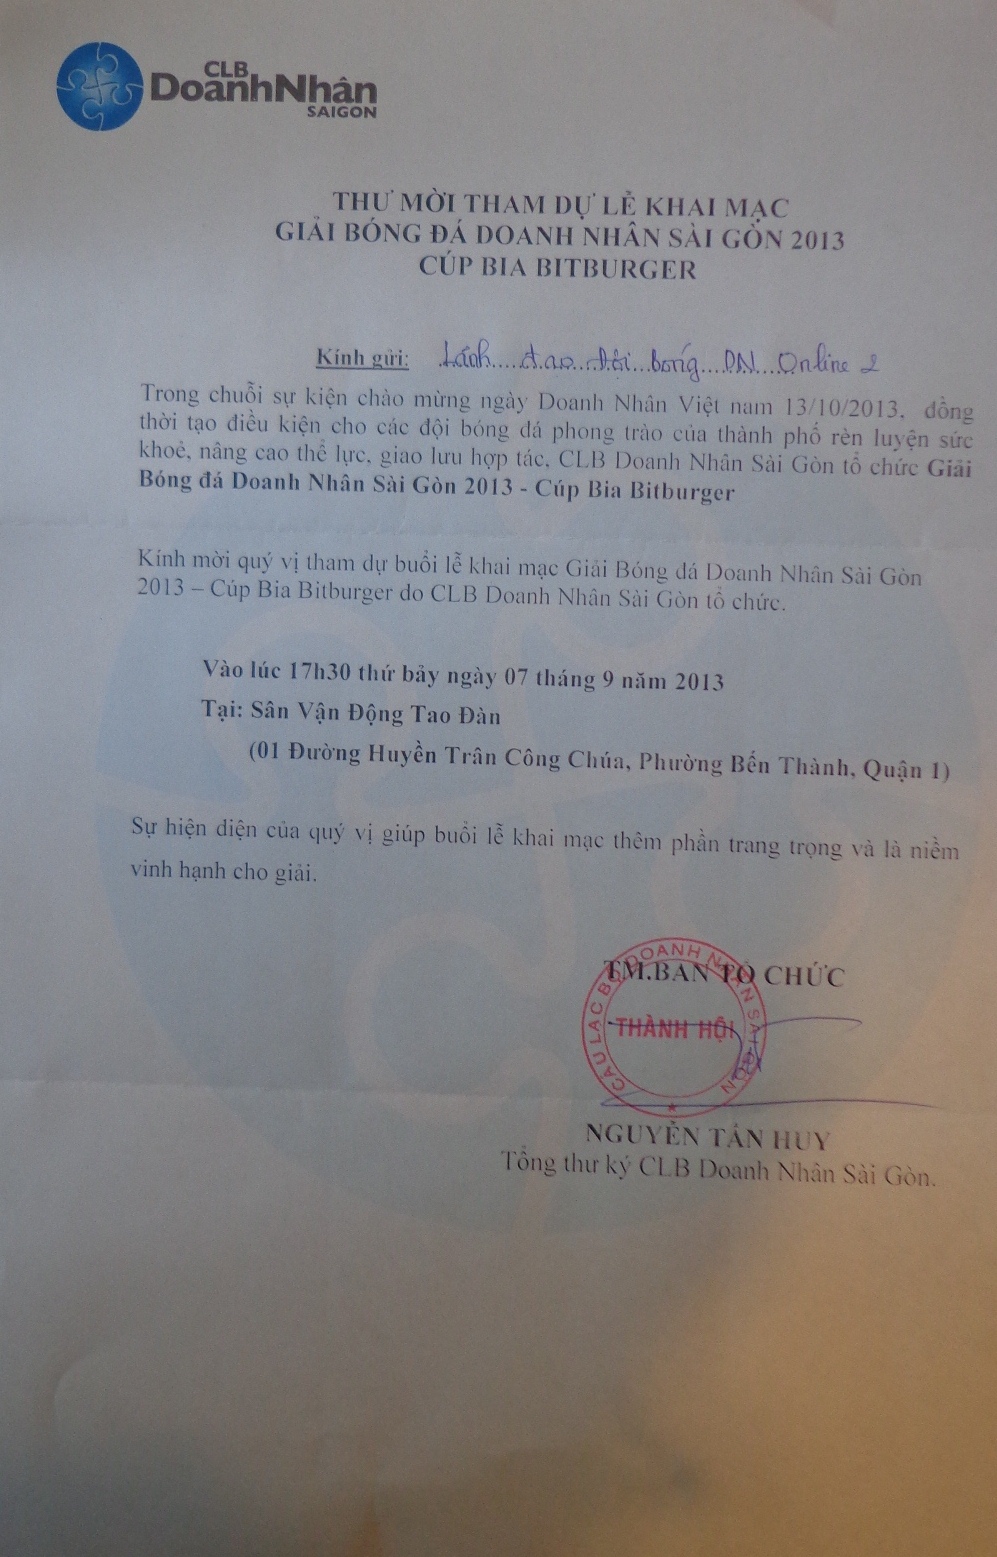 CLB
DoanhNhân
SAIGON
THƯ MỜI THAM DỰ LỄ KHAI MẠC
GIẢI BÓNG ĐÁ DOANH NHÂN SÀI GÒN 2013
CÚP BIA BITBURGER
Kính gửi: Lánh....đạo..Đội...Bóng....DN....Online 2
Trong chuỗi sự kiện chào mừng ngày Doanh Nhân Việt nam 13/10/2013, đồng
thời tạo điều kiện cho các đội bóng đá phong trào của thành phố rèn luyện sức
khoẻ, nâng cao thể lực, giao lưu hợp tác, CLB Doanh Nhân Sài Gòn tổ chức Giải
Bóng đá Doanh Nhân Sài Gòn 2013 - Cúp Bia Bitburger
Kính mời quý vị tham dự buổi lễ khai mạc Giải Bóng đá Doanh Nhân Sài Gòn
2013 – Cúp Bia Bitburger do CLB Doanh Nhân Sài Gòn tổ chức.
Vào lúc 17h30 thứ bảy ngày 07 tháng 9 năm 2013
Tại: Sân Vận Động Tao Đàn
(01 Đường Huyền Trân Công Chúa, Phường Bến Thành, Quận 1)
Sự hiện diện của quý vị giúp buổi lễ khai mạc thêm phần trang trọng và là niềm
vinh hạnh cho giải.
TM.BAN TỔ CHỨC
CÂU LẠC BỘ DOANH NHÂN SÀI GÒN
THÀNH HỘI
NGUYỄN TẤN HUY
Tổng thư ký CLB Doanh Nhân Sài Gòn.